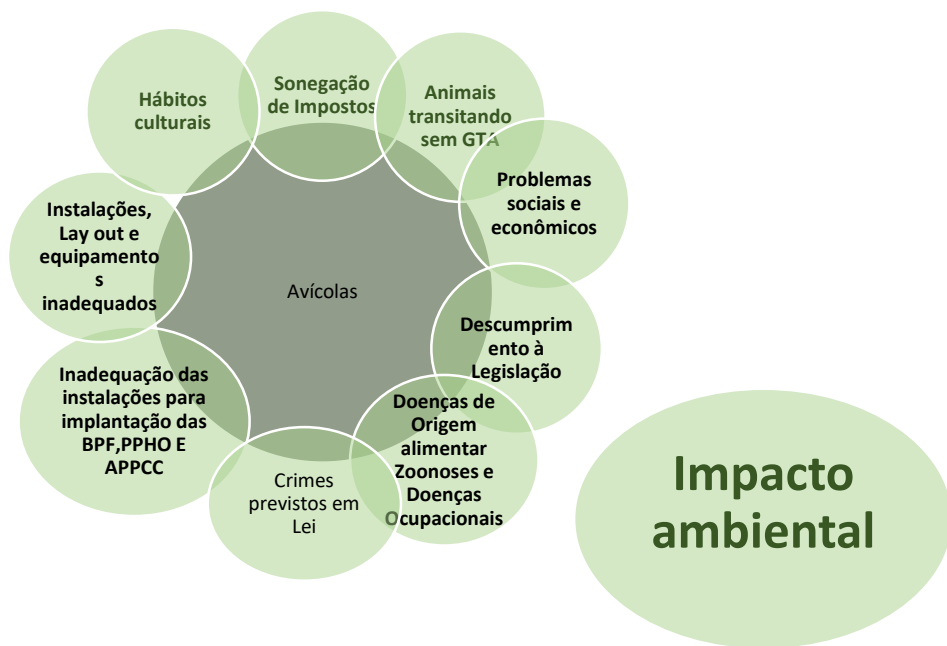 Hábitos
culturais
Sonegação
de Impostos
Animais
transitando
sem GTA
Problemas
sociais e
econômicos
Instalações,
Lay out e
equipamento
s
inadequados
Avícolas
Descumprim
ento à
Legislação
Inadequação das
instalações para
implantação das
BPF,PPHO E
APPCC
Crimes
previstos em
Lei
Doenças de
Origem
alimentar
Zoonoses e
Doenças
Ocupacionais
Impacto
ambiental